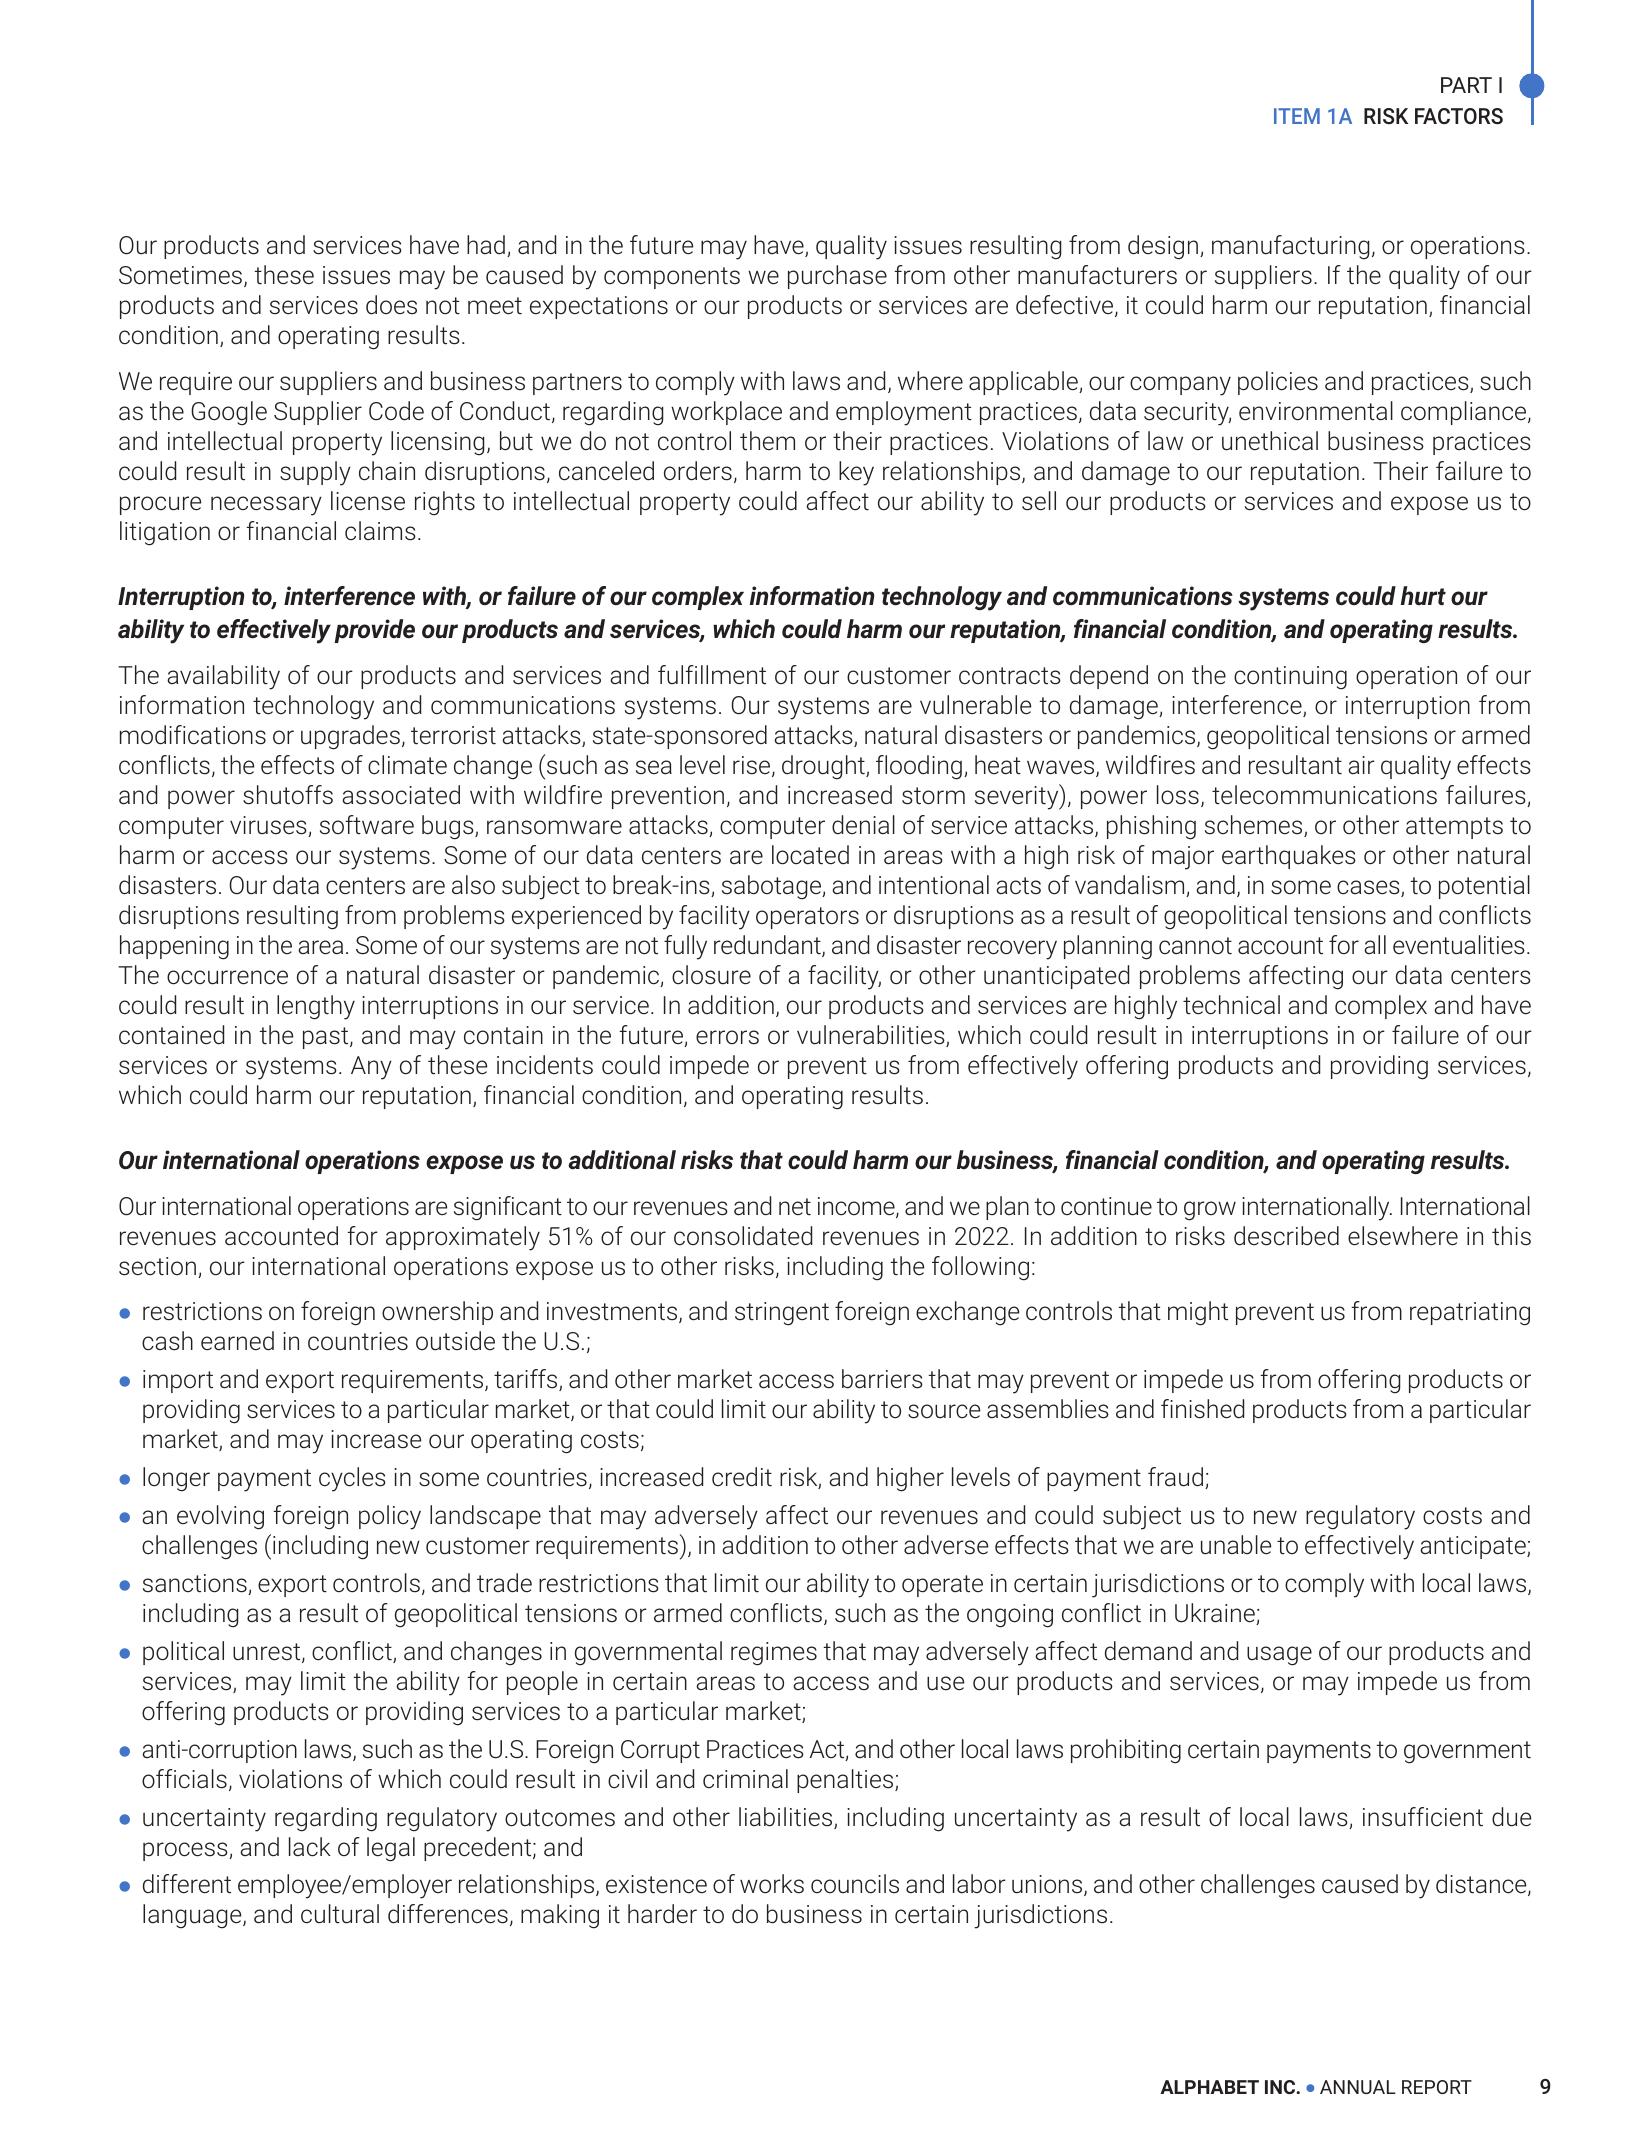 PART I
ITEM 1A RISK FACTORS
Our products and services have had, and in the future may have, quality issues resulting from design, manufacturing, or operations.
Sometimes, these issues may be caused by components we purchase from other manufacturers or suppliers. If the quality of our
products and services does not meet expectations or our products or services are defective, it could harm our reputation, financial
condition, and operating results.
We require our suppliers and business partners to comply with laws and, where applicable, our company policies and practices, such
as the Google Supplier Code of Conduct, regarding workplace and employment practices, data security, environmental compliance,
and intellectual property licensing, but we do not control them or their practices. Violations of law or unethical business practices
could result in supply chain disruptions, canceled orders, harm to key relationships, and damage to our reputation. Their failure to
procure necessary license rights to intellectual property could affect our ability to sell our products or services and expose us to
litigation or financial claims.
Interruption to, interference with, or failure of our complex information technology and communications systems could hurt our
ability to effectively provide our products and services, which could harm our reputation, financial condition, and operating results.
The availability of our products and services and fulfillment of our customer contracts depend on the continuing operation of our
information technology and communications systems. Our systems are vulnerable to damage, interference, or interruption from
modifications or upgrades, terrorist attacks, state-sponsored attacks, natural disasters or pandemics, geopolitical tensions or armed
conflicts, the effects of climate change (such as sea level rise, drought, flooding, heat waves, wildfires and resultant air quality effects
and power shutoffs associated with wildfire prevention, and increased storm severity), power loss, telecommunications failures,
computer viruses, software bugs, ransomware attacks, computer denial of service attacks, phishing schemes, or other attempts to
harm or access our systems. Some of our data centers are located in areas with a high risk of major earthquakes or other natural
disasters. Our data centers are also subject to break-ins, sabotage, and intentional acts of vandalism, and, in some cases, to potential
disruptions resulting from problems experienced by facility operators or disruptions as a result of geopolitical tensions and conflicts
happening in the area. Some of our systems are not fully redundant, and disaster recovery planning cannot account for all eventualities.
The occurrence of a natural disaster or pandemic, closure of a facility, or other unanticipated problems affecting our data centers
could result in lengthy interruptions in our service. In addition, our products and services are highly technical and complex and have
contained in the past, and may contain in the future, errors or vulnerabilities, which could result in interruptions in or failure of our
services or systems. Any of these incidents could impede or prevent us from effectively offering products and providing services,
which could harm our reputation, financial condition, and operating results.
Our international operations expose us to additional risks that could harm our business, financial condition, and operating results.
Our international operations are significant to our revenues and net income, and we plan to continue to grow internationally. International
revenues accounted for approximately 51% of our consolidated revenues in 2022. In addition to risks described elsewhere in this
section, our international operations expose us to other risks, including the following:
● restrictions on foreign ownership and investments, and stringent foreign exchange controls that might prevent us from repatriating
cash earned in countries outside the U.S.;
● import and export requirements, tariffs, and other market access barriers that may prevent or impede us from offering products or
providing services to a particular market, or that could limit our ability to source assemblies and finished products from a particular
market, and may increase our operating costs;
● longer payment cycles in some countries, increased credit risk, and higher levels of payment fraud;
● an evolving foreign policy landscape that may adversely affect our revenues and could subject us to new regulatory costs and
challenges (including new customer requirements), in addition to other adverse effects that we are unable to effectively anticipate;
● sanctions, export controls, and trade restrictions that limit our ability to operate in certain jurisdictions or to comply with local laws,
including as a result of geopolitical tensions or armed conflicts, such as the ongoing conflict in Ukraine;
● political unrest, conflict, and changes in governmental regimes that may adversely affect demand and usage of our products and
services, may limit the ability for people in certain areas to access and use our products and services, or may impede us from
offering products or providing services to a particular market;
● anti-corruption laws, such as the U.S. Foreign Corrupt Practices Act, and other local laws prohibiting certain payments to government
officials, violations of which could result in civil and criminal penalties;
● uncertainty regarding regulatory outcomes and other liabilities, including uncertainty as a result of local laws, insufficient due
process, and lack of legal precedent; and
● different employee/employer relationships, existence of works councils and labor unions, and other challenges caused by distance,
language, and cultural differences, making it harder to do business in certain jurisdictions.
ALPHABET INC. ● ANNUAL REPORT 9